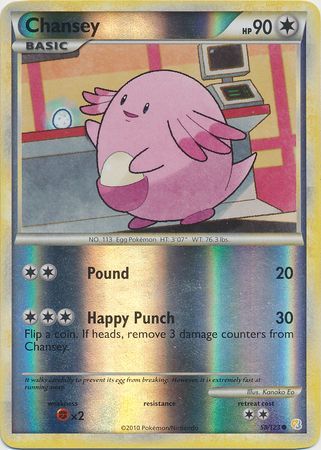 Chansey
HP 90
BASIC
NO. 113 Egg Pokémon HT: 3'07" WT: 76.3 lbs.
Pound 20
Happy Punch 30
Flip a coin. If heads, remove 3 damage counters from
Chansey.
It walks carefully to prevent its egg from breaking. However, it is extremely fast at
running away.
Illus. Kanako Eo
weakness resistance retreat cost
×2
©2010 Pokémon/Nintendo